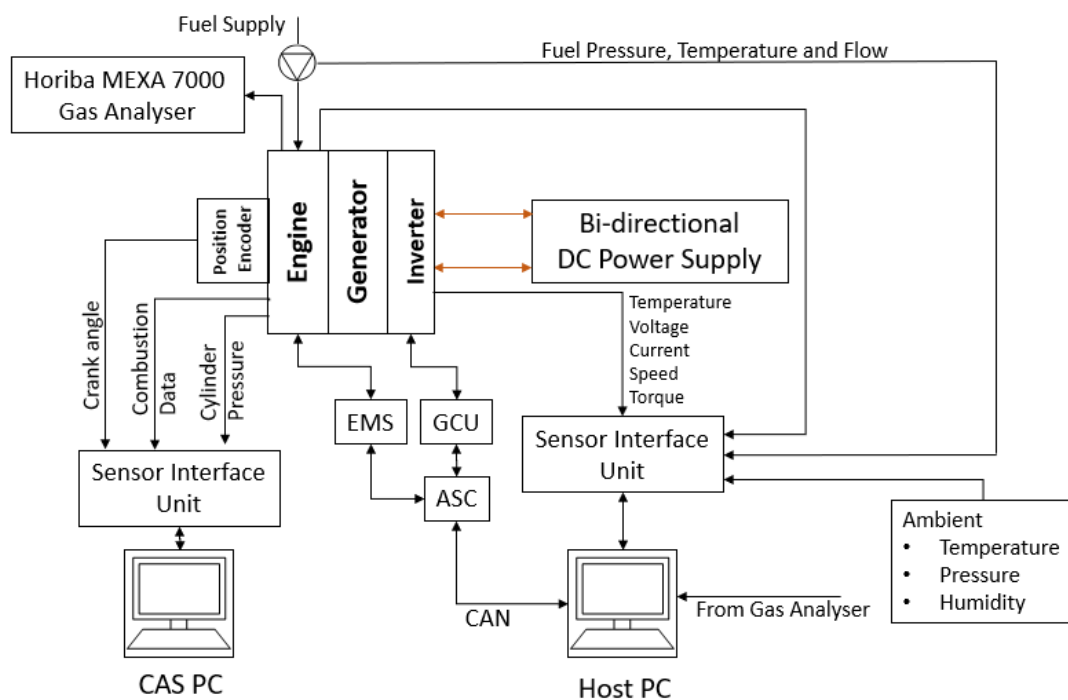 Fuel Supply
Fuel Pressure, Temperature and Flow
Horiba MEXA 7000
Gas Analyser
Position
Encoder
Engine
Generator
Inverter
Bi-directional
DC Power Supply
Temperature
Voltage
Current
Speed
Torque
Crank angle
Combustion
Data
Cylinder
Pressure
EMS
GCU
ASC
Sensor Interface
Unit
Sensor Interface
Unit
Ambient
• Temperature
• Pressure
• Humidity
From Gas Analyser
CAN
CAS PC
Host PC